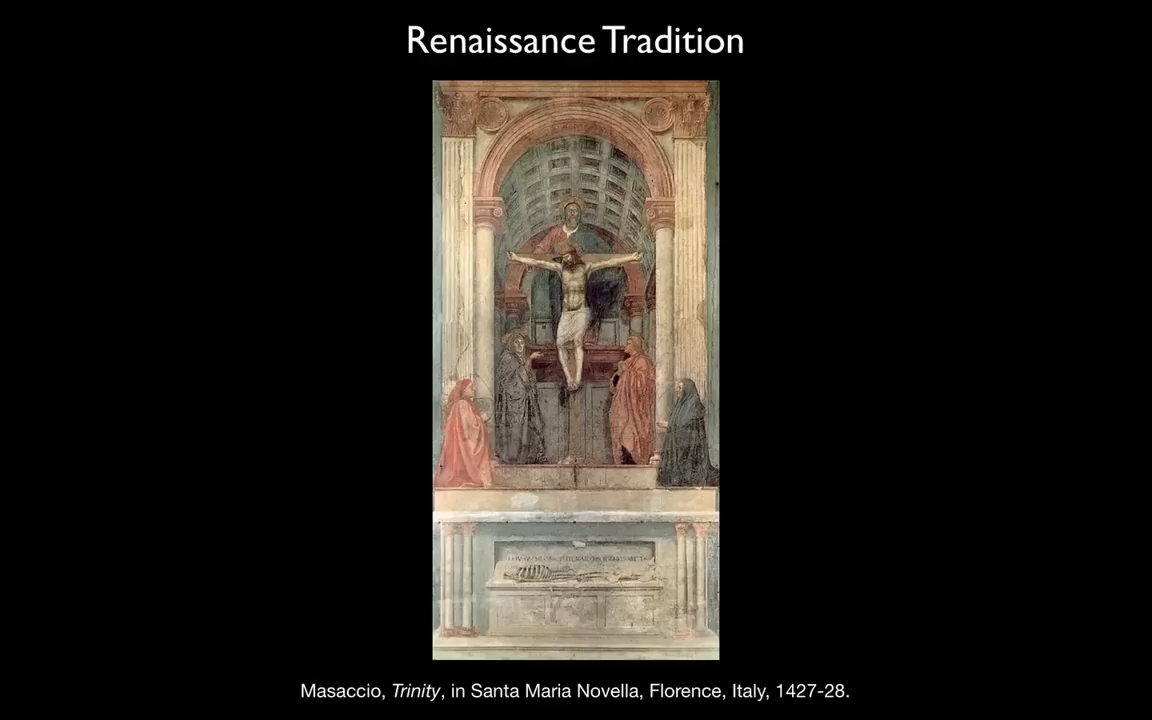 Renaissance Tradition
Masaccio, Trinity, in Santa Maria Novella, Florence, Italy, 1427-28.